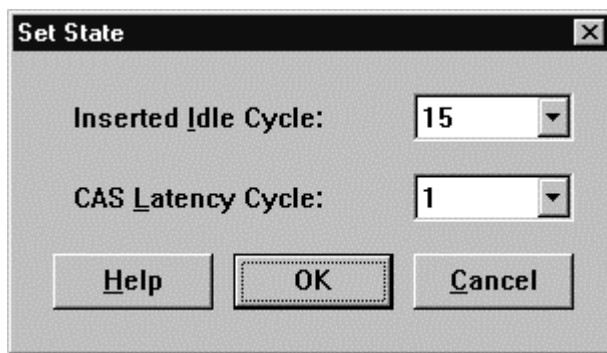 Set State
Inserted Idle Cycle: 15
CAS Latency Cycle: 1
Help OK Cancel